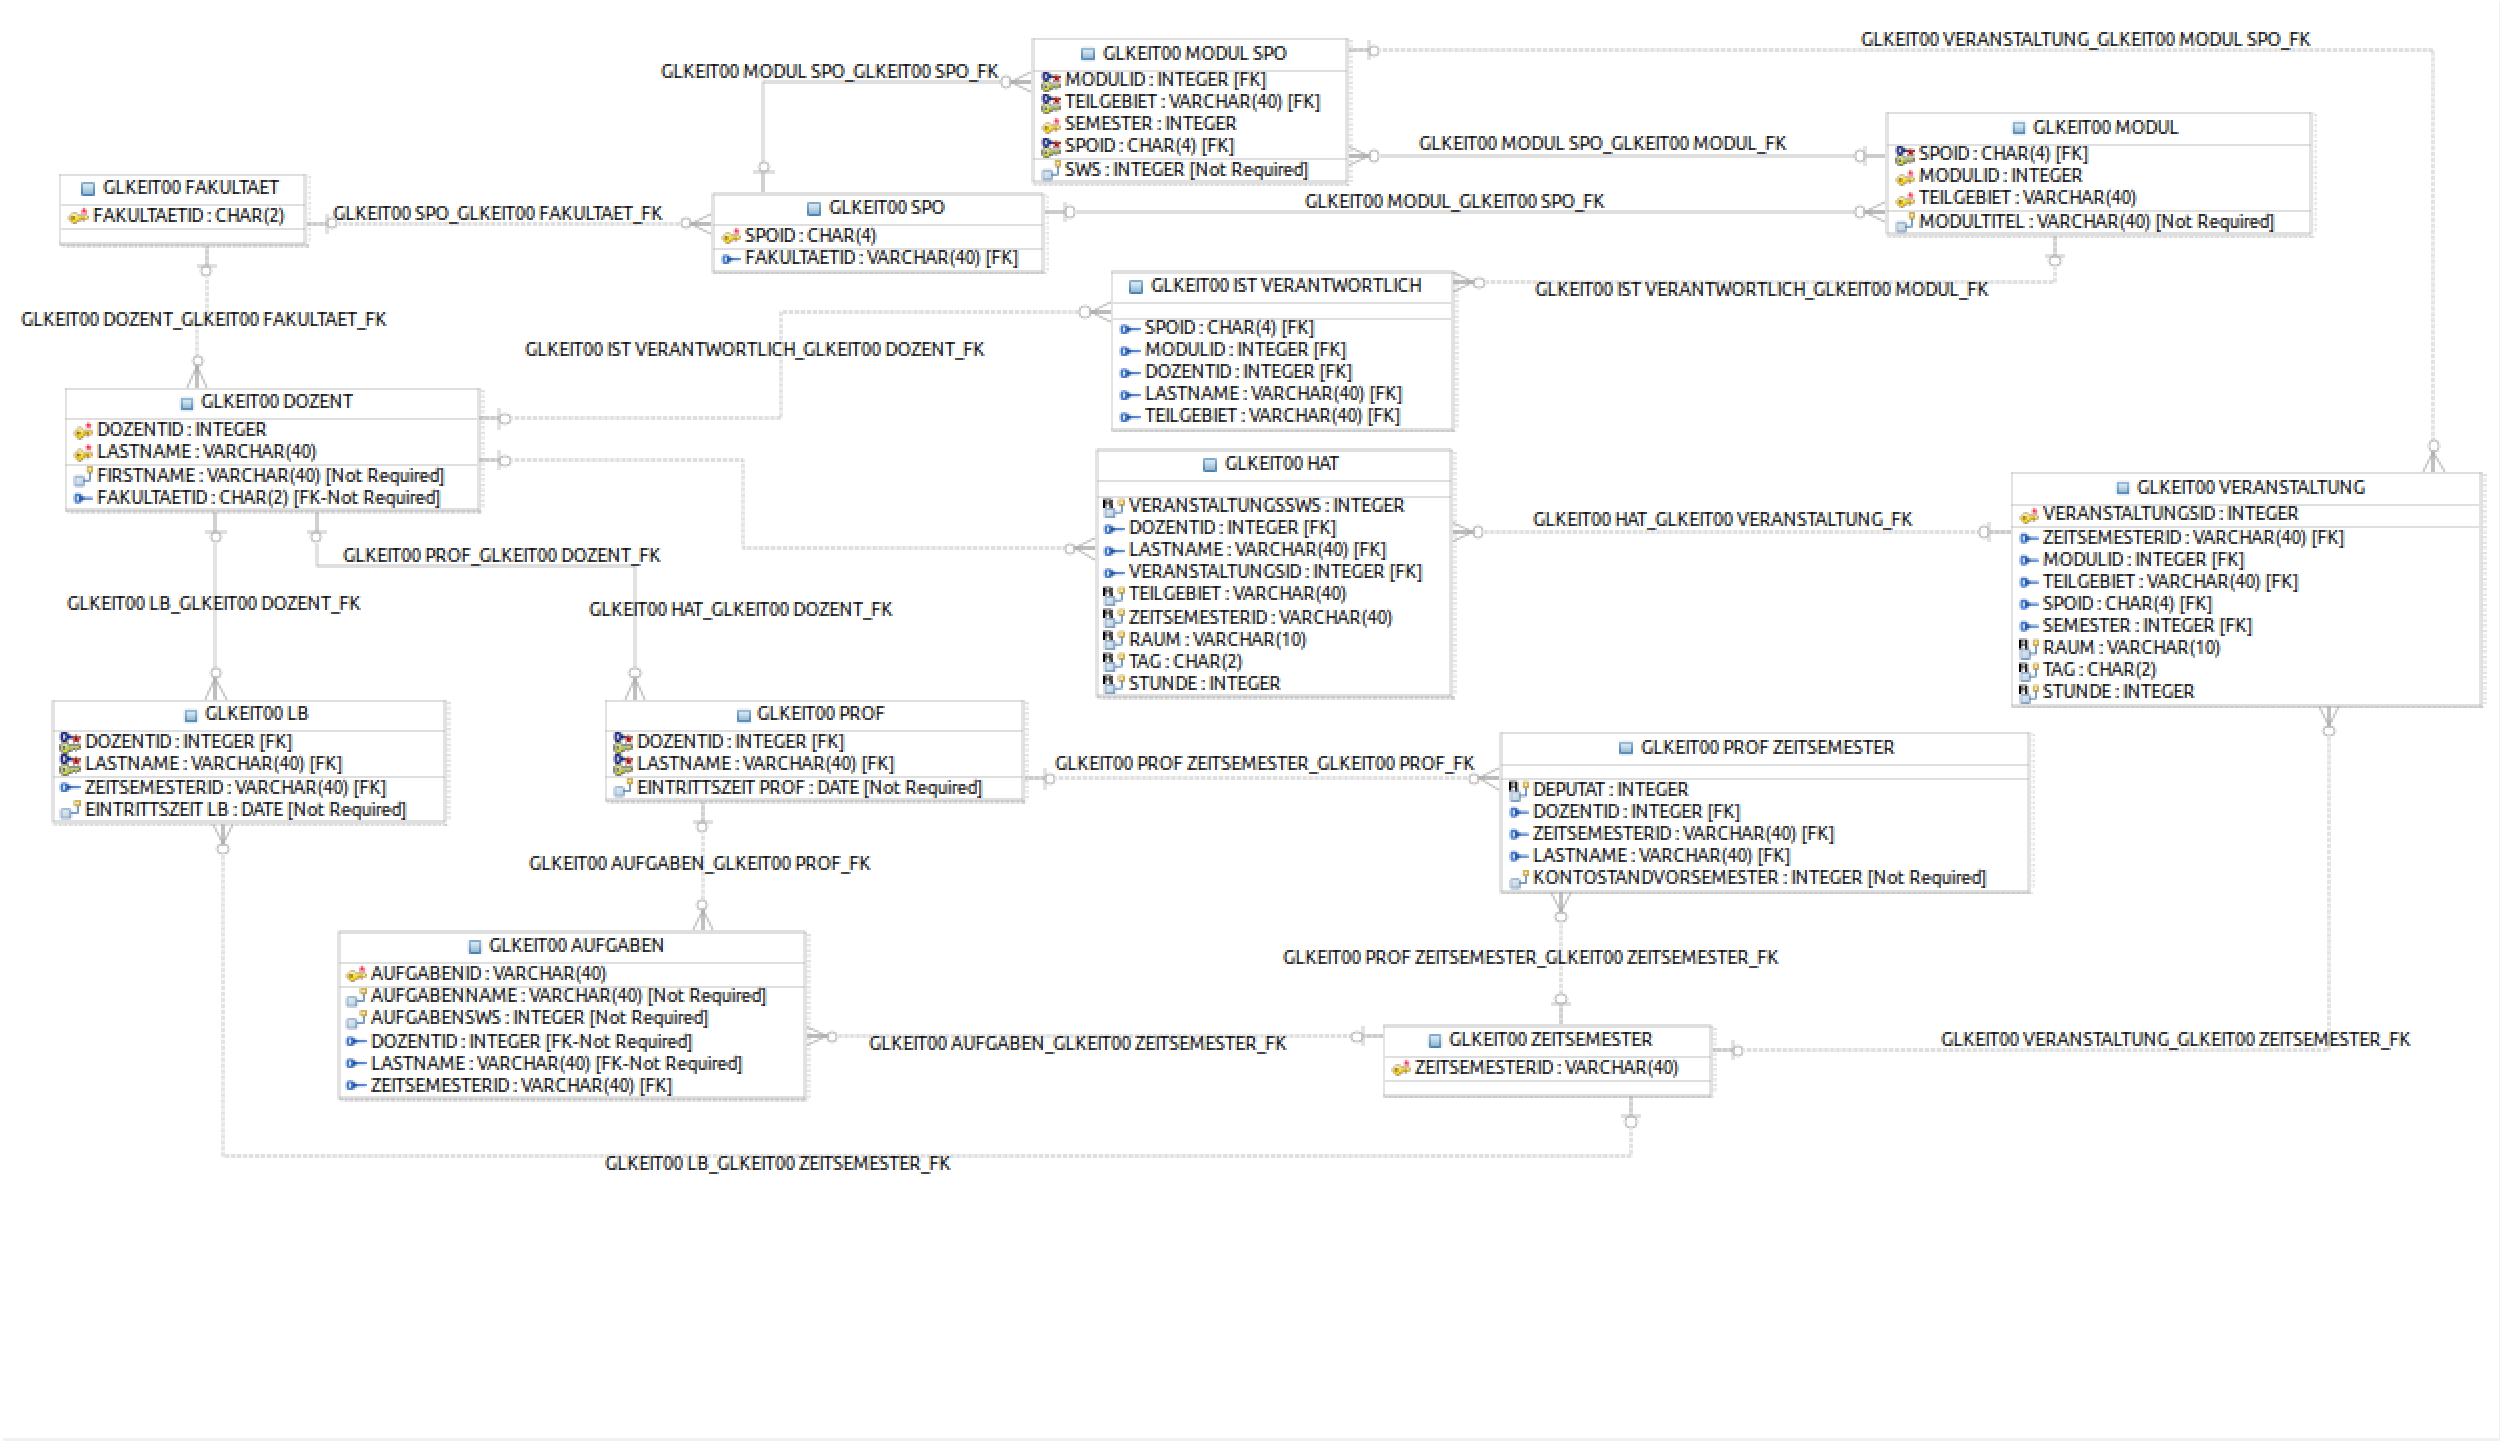 GLKEIT00 VERANSTALTUNG_GLKEIT00 MODUL SPO_FK
GLKEIT00 MODUL SPO_GLKEIT00 SPO_FK
GLKEIT00 MODUL SPO
MODULID : INTEGER [FK]
TEILGEBIET : VARCHAR(40) [FK]
SEMESTER : INTEGER
SPOID : CHAR(4) [FK]
SWS : INTEGER [Not Required]
GLKEIT00 MODUL SPO_GLKEIT00 MODUL_FK
GLKEIT00 MODUL
SPOID : CHAR(4) [FK]
MODULID : INTEGER
TEILGEBIET : VARCHAR(40)
MODULTITEL : VARCHAR(40) [Not Required]
GLKEIT00 FAKULTAET
FAKULTAETID : CHAR(2)
GLKEIT00 SPO_GLKEIT00 FAKULTAET_FK
GLKEIT00 SPO
SPOID : CHAR(4)
FAKULTAETID : VARCHAR(40) [FK]
GLKEIT00 MODUL_GLKEIT00 SPO_FK
GLKEIT00 IST VERANTWORTLICH
SPOID : CHAR(4) [FK]
MODULID : INTEGER [FK]
DOZENTID : INTEGER [FK]
LASTNAME : VARCHAR(40) [FK]
TEILGEBIET : VARCHAR(40) [FK]
GLKEIT00 IST VERANTWORTLICH_GLKEIT00 MODUL_FK
GLKEIT00 DOZENT_GLKEIT00 FAKULTAET_FK
GLKEIT00 IST VERANTWORTLICH_GLKEIT00 DOZENT_FK
GLKEIT00 DOZENT
DOZENTID : INTEGER
LASTNAME : VARCHAR(40)
FIRSTNAME : VARCHAR(40) [Not Required]
FAKULTAETID : CHAR(2) [FK-Not Required]
GLKEIT00 HAT
VERANSTALTUNGSSWS : INTEGER
DOZENTID : INTEGER [FK]
LASTNAME : VARCHAR(40) [FK]
VERANSTALTUNGSID : INTEGER [FK]
TEILGEBIET : VARCHAR(40)
ZEITSEMESTERID : VARCHAR(40)
RAUM : VARCHAR(10)
TAG : CHAR(2)
STUNDE : INTEGER
GLKEIT00 HAT_GLKEIT00 VERANSTALTUNG_FK
GLKEIT00 VERANSTALTUNG
VERANSTALTUNGSID : INTEGER
ZEITSEMESTERID : VARCHAR(40) [FK]
MODULID : INTEGER [FK]
TEILGEBIET : VARCHAR(40) [FK]
SPOID : CHAR(4) [FK]
SEMESTER : INTEGER [FK]
RAUM : VARCHAR(10)
TAG : CHAR(2)
STUNDE : INTEGER
GLKEIT00 PROF_GLKEIT00 DOZENT_FK
GLKEIT00 LB_GLKEIT00 DOZENT_FK
GLKEIT00 HAT_GLKEIT00 DOZENT_FK
GLKEIT00 LB
DOZENTID : INTEGER [FK]
LASTNAME : VARCHAR(40) [FK]
ZEITSEMESTERID : VARCHAR(40) [FK]
EINTRITTSZEIT LB : DATE [Not Required]
GLKEIT00 PROF
DOZENTID : INTEGER [FK]
LASTNAME : VARCHAR(40) [FK]
EINTRITTSZEIT PROF : DATE [Not Required]
GLKEIT00 PROF ZEITSEMESTER_GLKEIT00 PROF_FK
GLKEIT00 PROF ZEITSEMESTER
DEPUTAT : INTEGER
DOZENTID : INTEGER [FK]
ZEITSEMESTERID : VARCHAR(40) [FK]
LASTNAME : VARCHAR(40) [FK]
KONTOSTANDVORSEMESTER : INTEGER [Not Required]
GLKEIT00 AUFGABEN_GLKEIT00 PROF_FK
GLKEIT00 AUFGABEN
AUFGABENID : VARCHAR(40)
AUFGABENNAME : VARCHAR(40) [Not Required]
AUFGABENSWS : INTEGER [Not Required]
DOZENTID : INTEGER [FK-Not Required]
LASTNAME : VARCHAR(40) [FK-Not Required]
ZEITSEMESTERID : VARCHAR(40) [FK]
GLKEIT00 PROF ZEITSEMESTER_GLKEIT00 ZEITSEMESTER_FK
GLKEIT00 AUFGABEN_GLKEIT00 ZEITSEMESTER_FK
GLKEIT00 ZEITSEMESTER
ZEITSEMESTERID : VARCHAR(40)
GLKEIT00 VERANSTALTUNG_GLKEIT00 ZEITSEMESTER_FK
GLKEIT00 LB_GLKEIT00 ZEITSEMESTER_FK